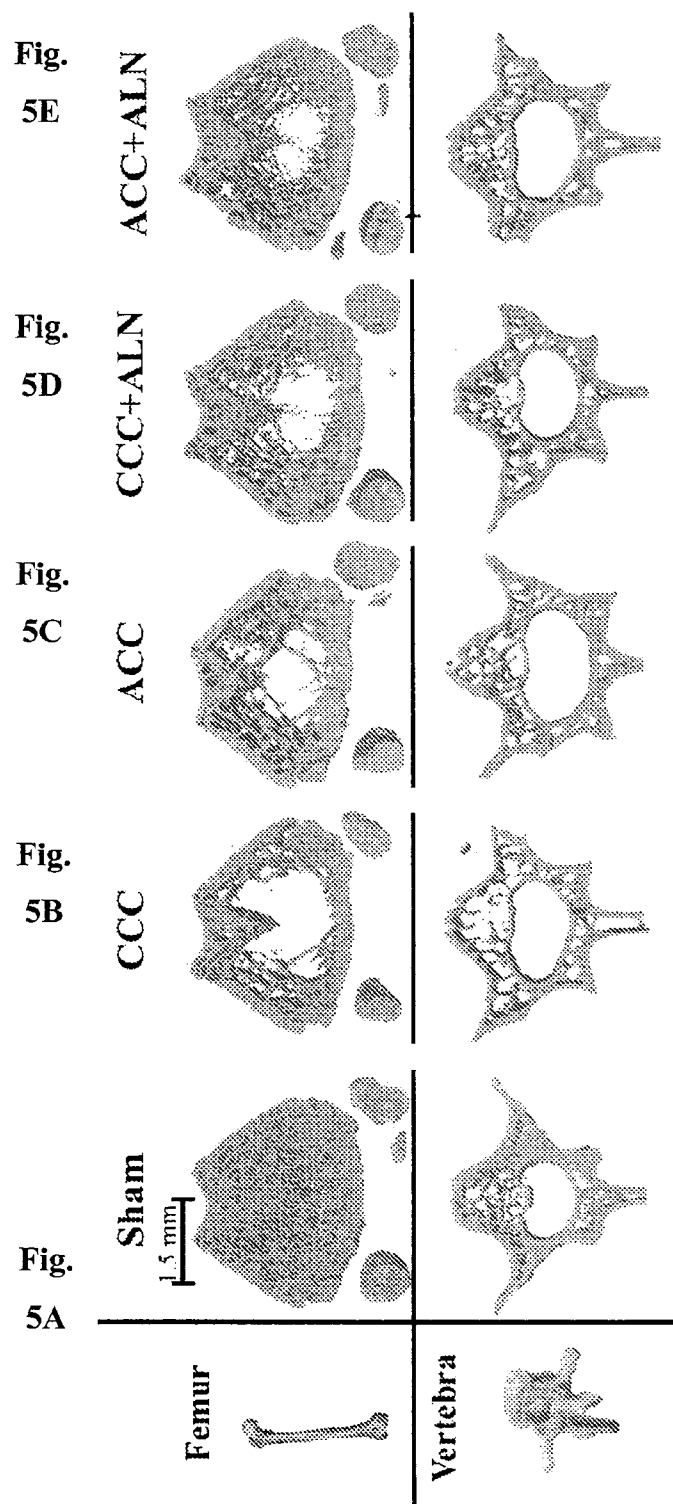 Fig.
5A
Sham
1.5 mm
Fig.
5B
CCC
Fig.
5C
ACC
Fig.
5D
CCC+ALN
Fig.
5E
ACC+ALN
Femur
Vertebra